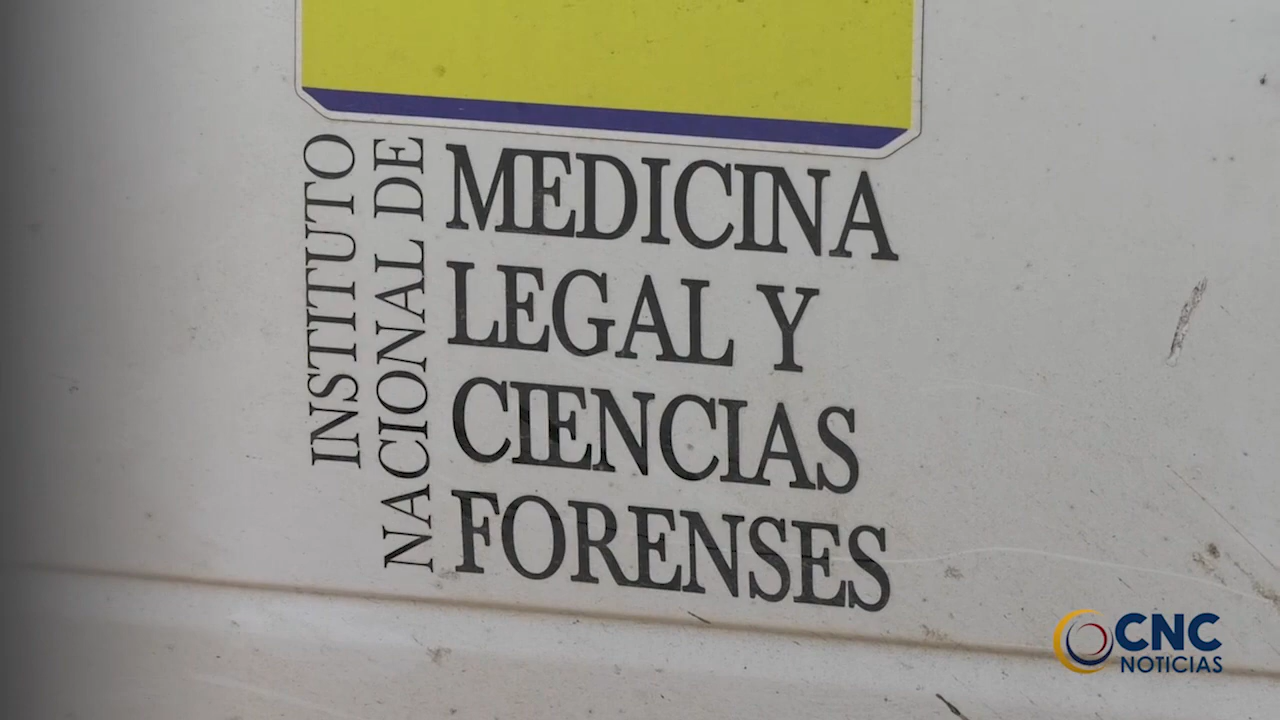 INSTITUTO
NACIONAL DE
MEDICINA
LEGAL Y
CIENCIAS
FORENSES
CNC
NOTICIAS